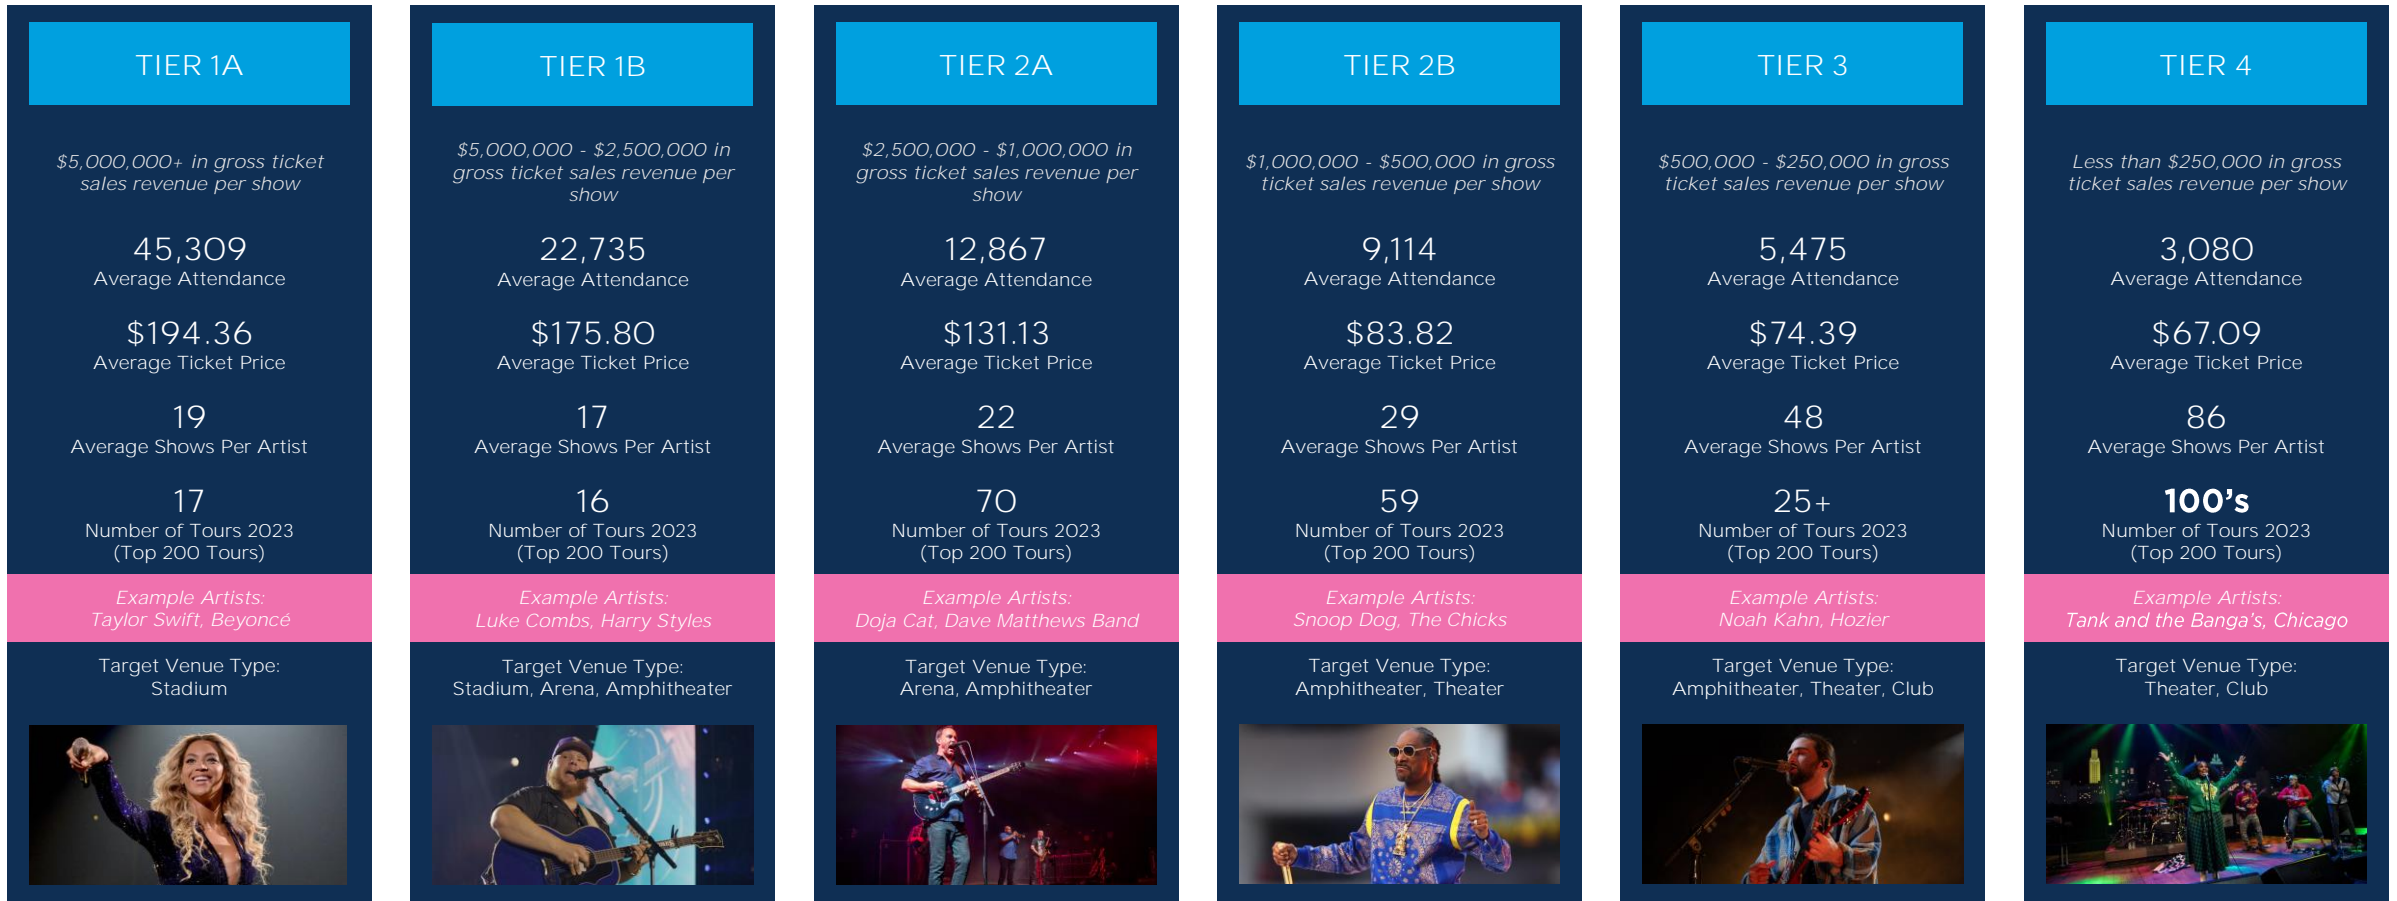 TIER 1A
$5,000,000+ in gross ticket
sales revenue per show
45,309
Average Attendance
$194.36
Average Ticket Price
19
Average Shows Per Artist
17
Number of Tours 2023
(Top 200 Tours)
Example Artists:
Taylor Swift, Beyoncé
Target Venue Type:
Stadium
TIER 1B
$5,000,000 - $2,500,000 in
gross ticket sales revenue per
show
22,735
Average Attendance
$175.80
Average Ticket Price
17
Average Shows Per Artist
16
Number of Tours 2023
(Top 200 Tours)
Example Artists:
Luke Combs, Harry Styles
Target Venue Type:
Stadium, Arena, Amphitheater
TIER 2A
$2,500,000 - $1,000,000 in
gross ticket sales revenue per
show
12,867
Average Attendance
$131.13
Average Ticket Price
22
Average Shows Per Artist
70
Number of Tours 2023
(Top 200 Tours)
Example Artists:
Doja Cat, Dave Matthews Band
Target Venue Type:
Arena, Amphitheater
TIER 2B
$1,000,000 - $500,000 in gross
ticket sales revenue per show
9,114
Average Attendance
$83.82
Average Ticket Price
29
Average Shows Per Artist
59
Number of Tours 2023
(Top 200 Tours)
Example Artists:
Snoop Dog, The Chicks
Target Venue Type:
Amphitheater, Theater
TIER 3
$500,000 - $250,000 in gross
ticket sales revenue per show
5,475
Average Attendance
$74.39
Average Ticket Price
48
Average Shows Per Artist
25+
Number of Tours 2023
(Top 200 Tours)
Example Artists:
Noah Kahn, Hozier
Target Venue Type:
Amphitheater, Theater, Club
TIER 4
Less than $250,000 in gross
ticket sales revenue per show
3,080
Average Attendance
$67.09
Average Ticket Price
86
Average Shows Per Artist
100's
Number of Tours 2023
(Top 200 Tours)
Example Artists:
Tank and the Banga's, Chicago
Target Venue Type:
Theater, Club